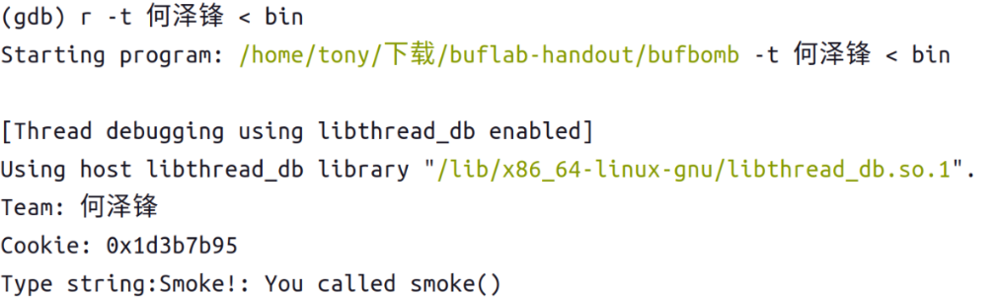 (gdb) r -t 何泽锋 < bin
Starting program: /home/tony/下载/buflab-handout/bufbomb -t 何泽锋 < bin
[Thread debugging using libthread_db enabled]
Using host libthread_db library "/lib/x86_64-linux-gnu/libthread_db.so.1".
Team: 何泽锋
Cookie: 0x1d3b7b95
Type string:Smoke!: You called smoke()